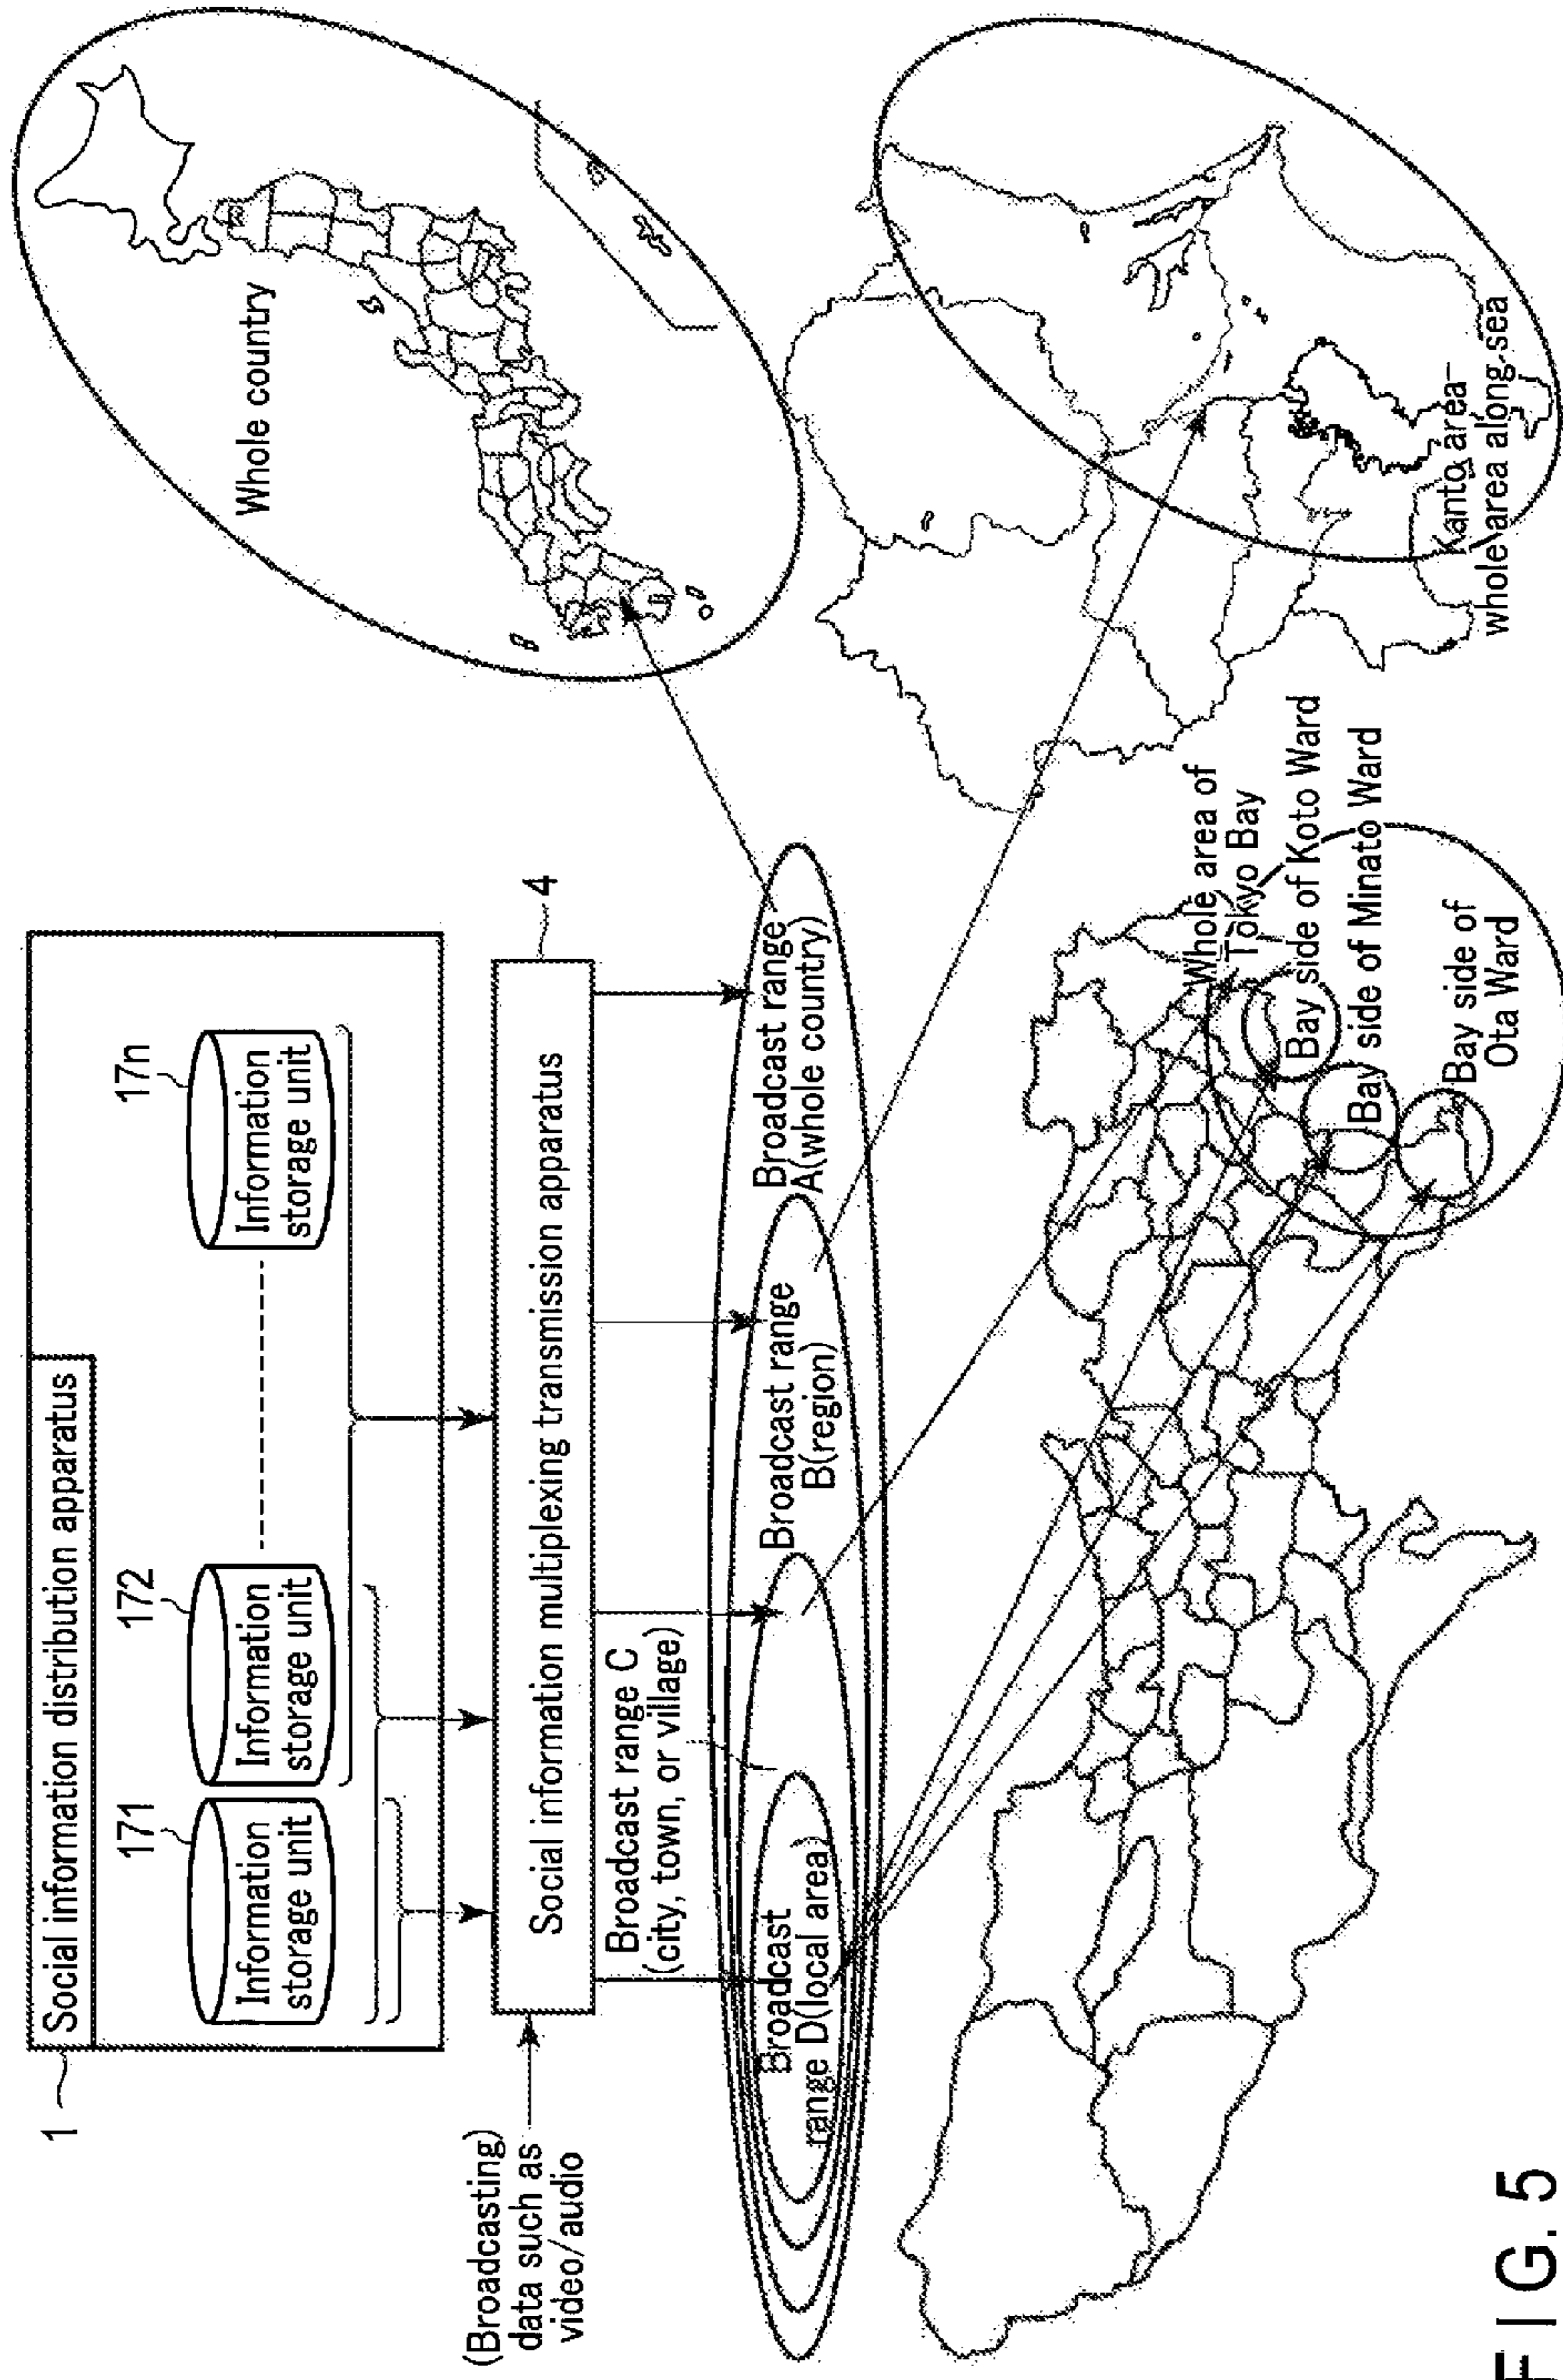 1
Social information distribution apparatus
171
Information
storage unit
172
Information
storage unit
17n
Information
storage unit
4
Social information multiplexing transmission apparatus
(Broadcasting)
data such as
video/audio
Broadcast range C
(city, town, or village)
Broadcast
range D(local area)
Broadcast range
B(region)
Broadcast range
A(whole country)
Whole country
Kanto area-
whole area along sea
Whole area of
Tokyo Bay
Bay side of Koto Ward
Bay side of Minato Ward
Bay side of
Ota Ward
FIG. 5